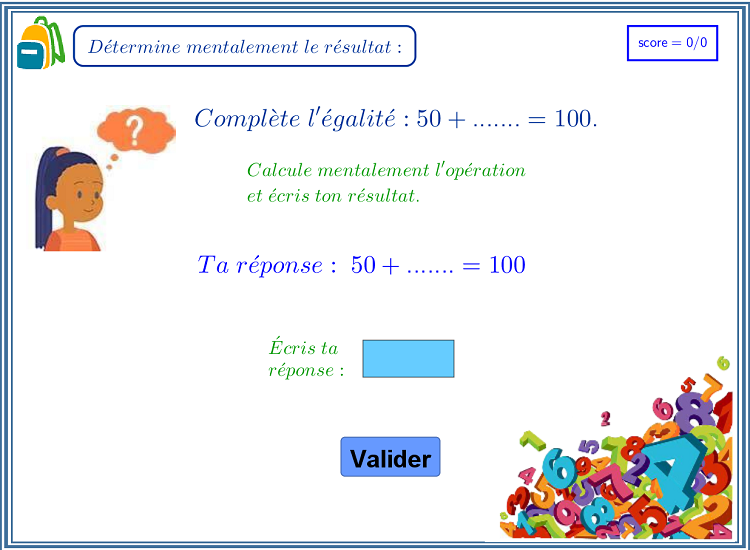 Détermine mentalement le résultat :
score = 0/0
?
Complète l'égalité : 50 + ....... = 100.
Calcule mentalement l'opération
et écris ton résultat.
Ta réponse : 50 + ....... = 100
Écris ta
réponse :
Valider